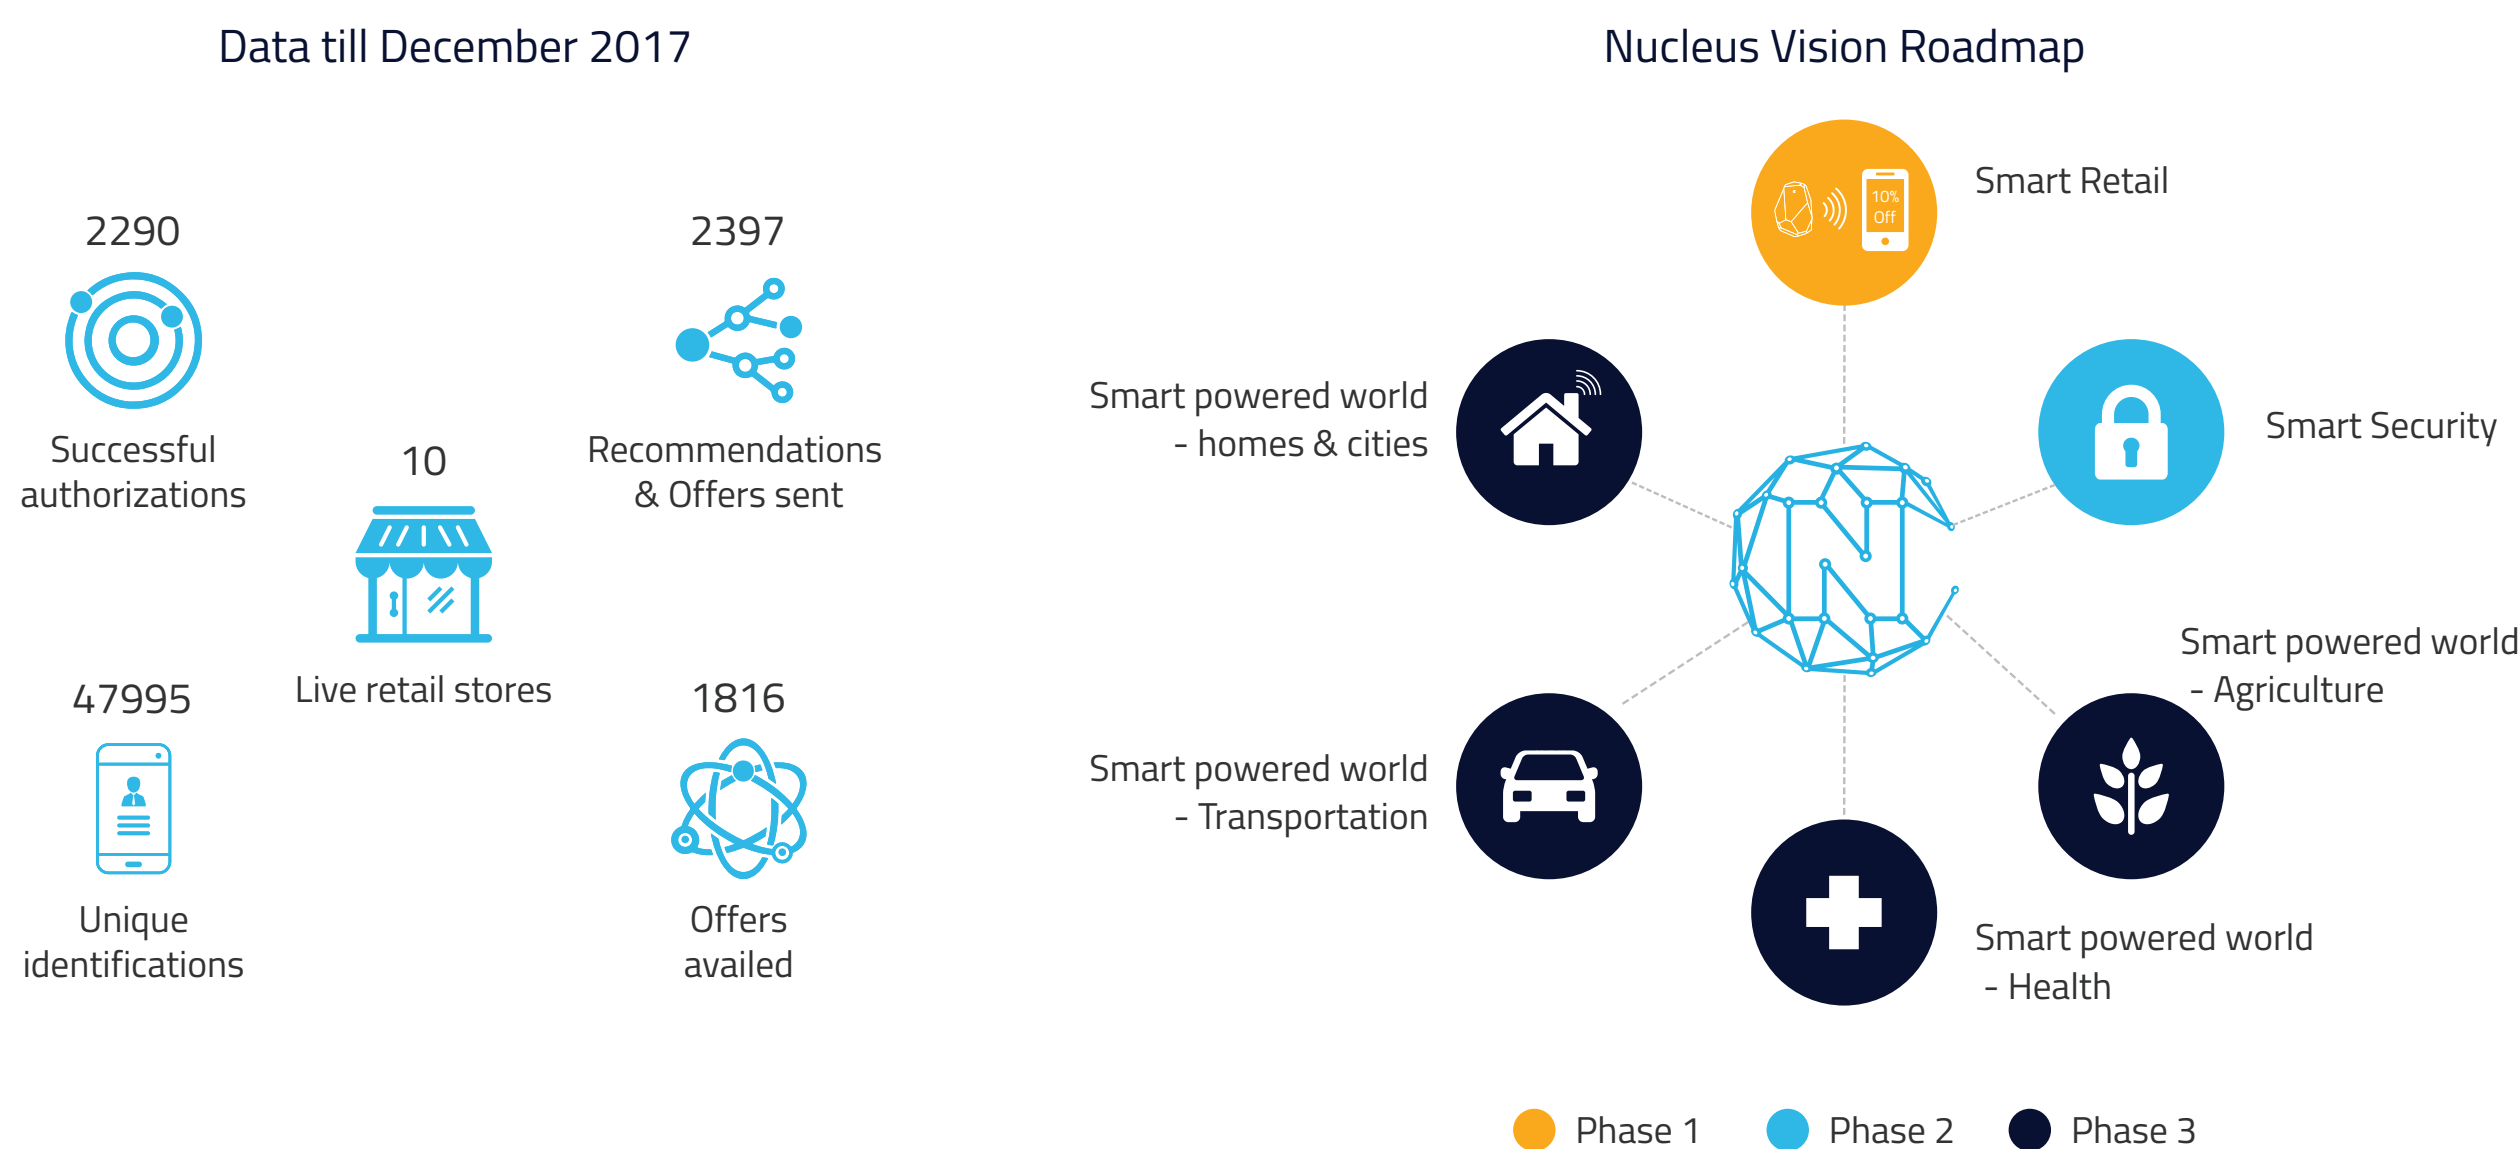 Data till December 2017
2290
Successful
authorizations
2397
Recommendations
& Offers sent
10
Live retail stores
47995
Unique
identifications
1816
Offers
availed
Nucleus Vision Roadmap
10%
Off
Smart Retail
Smart powered world
- homes & cities
Smart Security
Smart powered world
- Agriculture
Smart powered world
- Transportation
Smart powered world
- Health
Phase 1
Phase 2
Phase 3